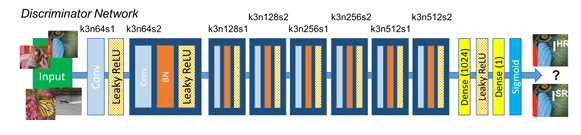 Discriminator Network
k3n64s1
k3n64s2
k3n128s1
k3n128s2
k3n256s1
k3n256s2
k3n512s1
k3n512s2
Input
Conv
Leaky ReLU
Conv
BN
Leaky ReLU
Dense (1024)
Leaky ReLU
Dense (1)
Sigmoid
I HR
?
I SR